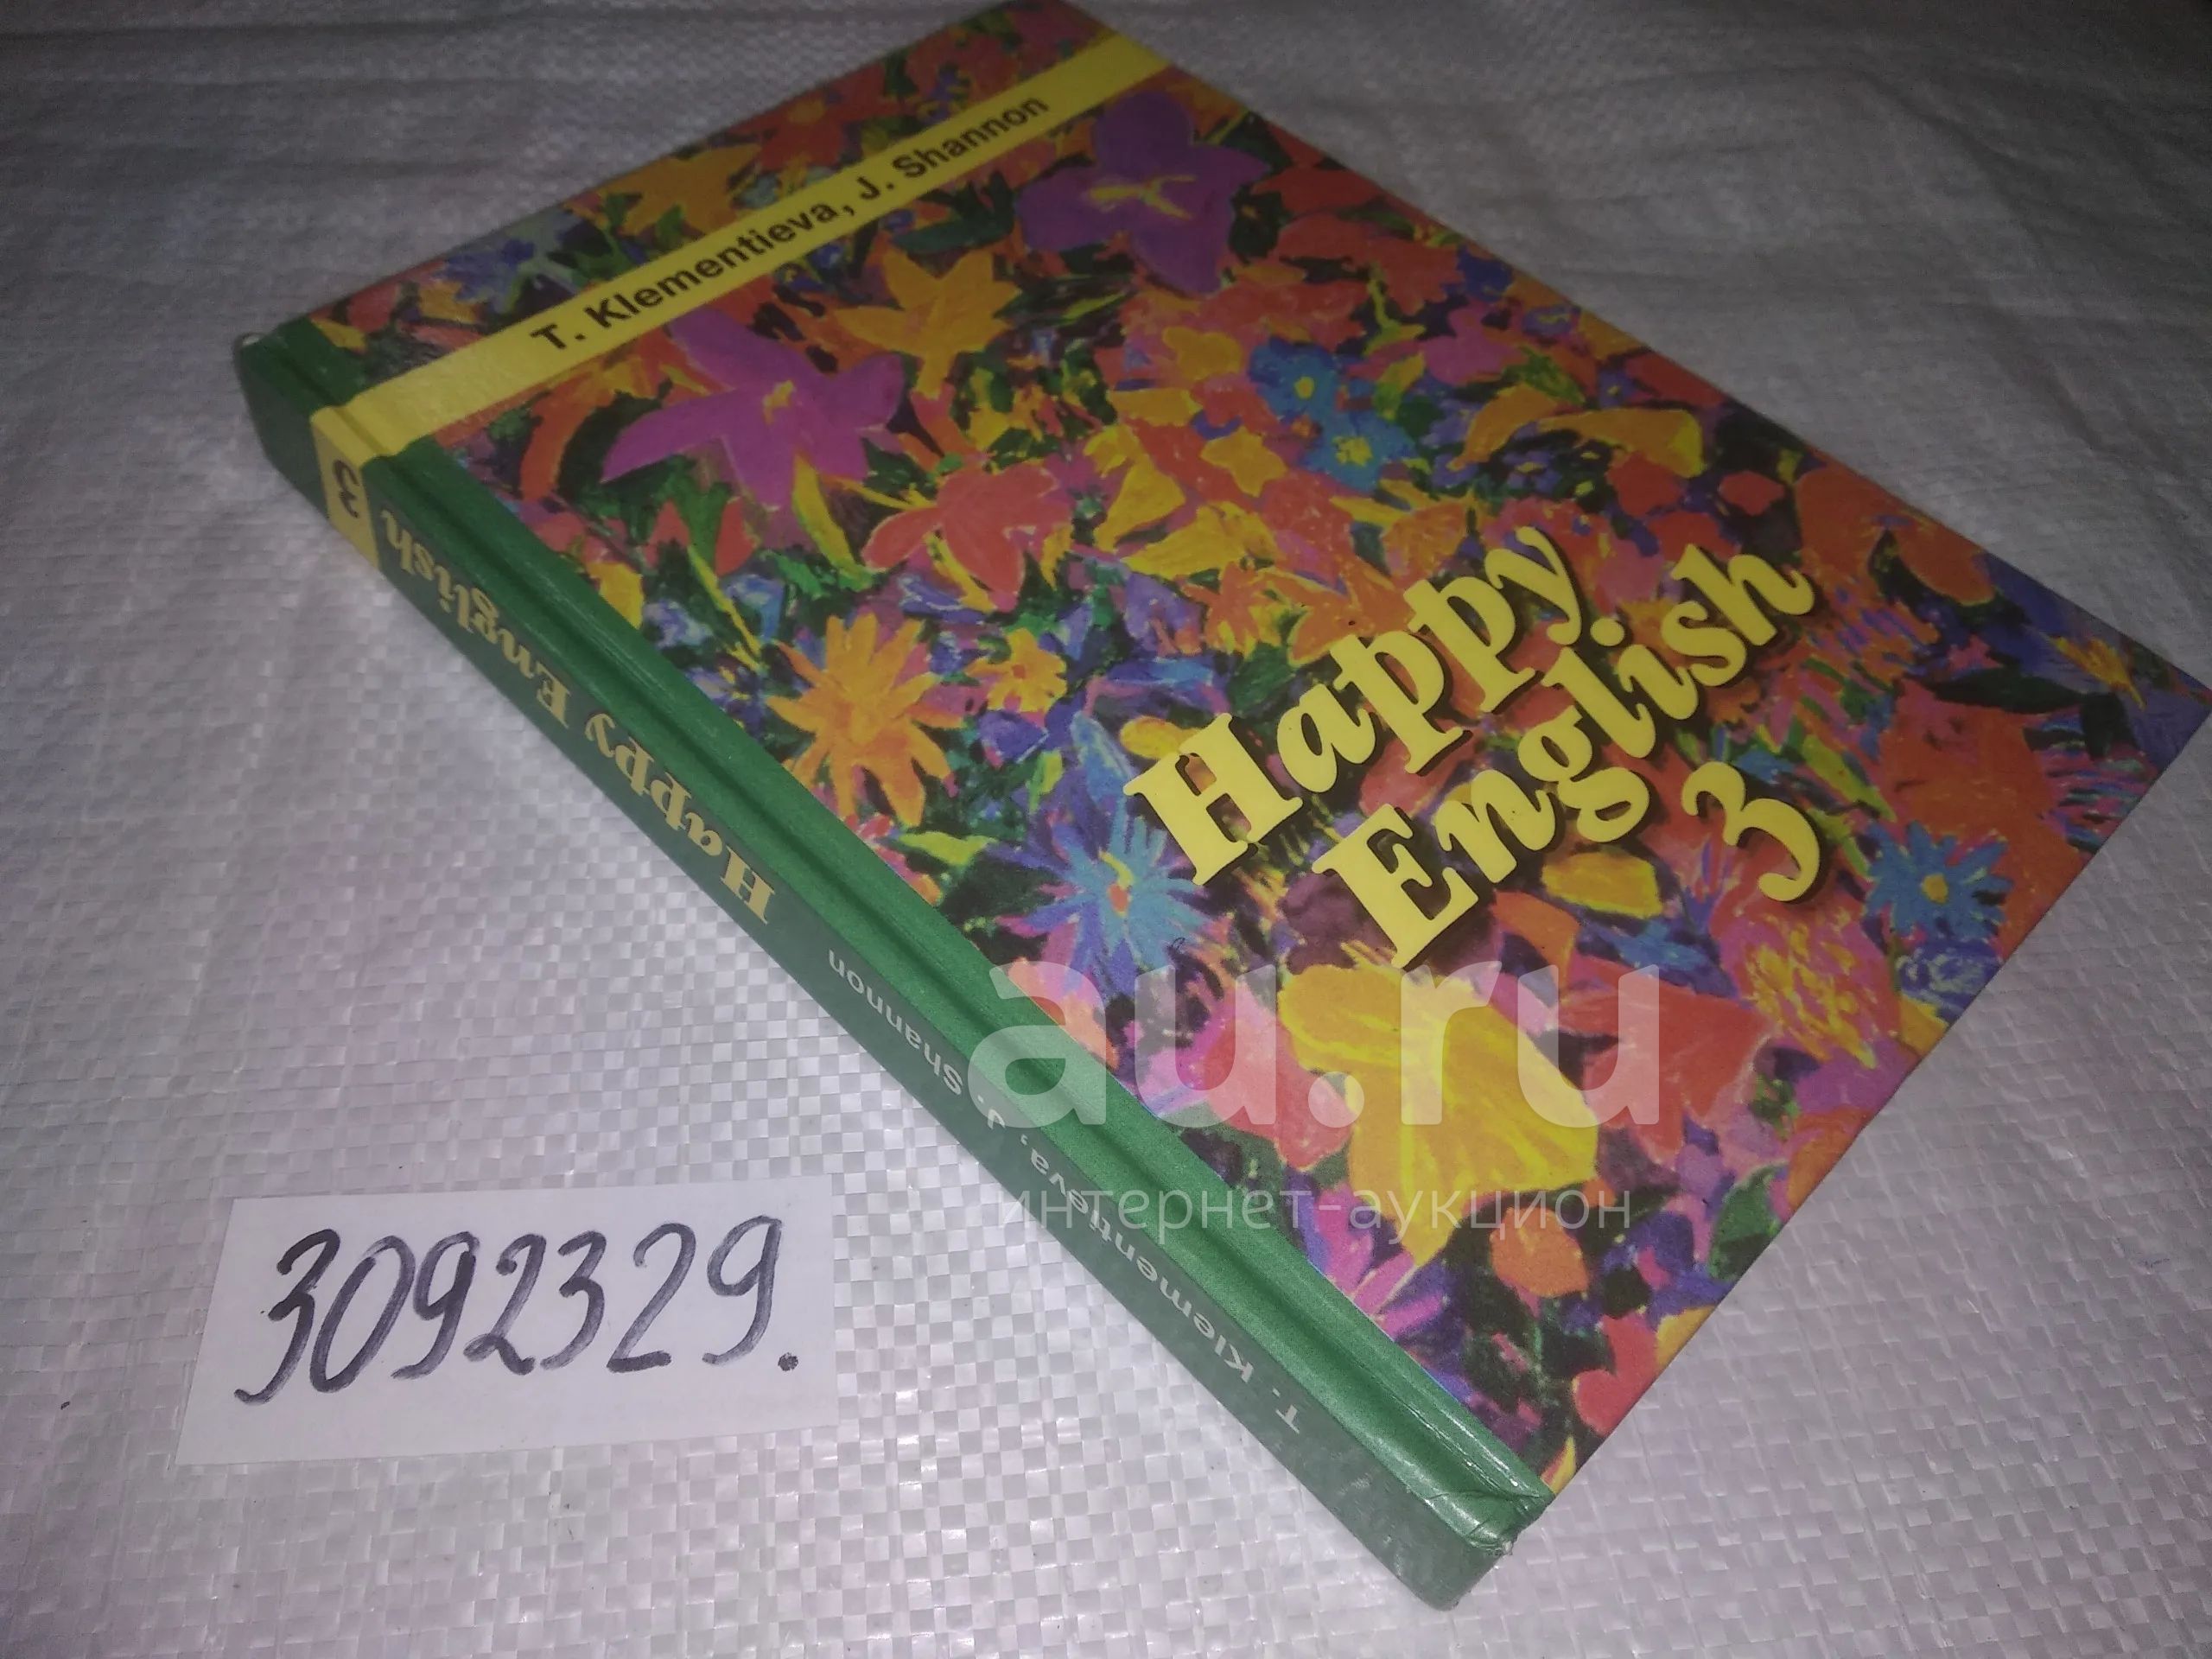 T. Klementieva, J. Shannon
Happy
English
3
3
Happy English
T. Klementieva, J. Shannon
au.ru
интернет-аукцион
3092329.